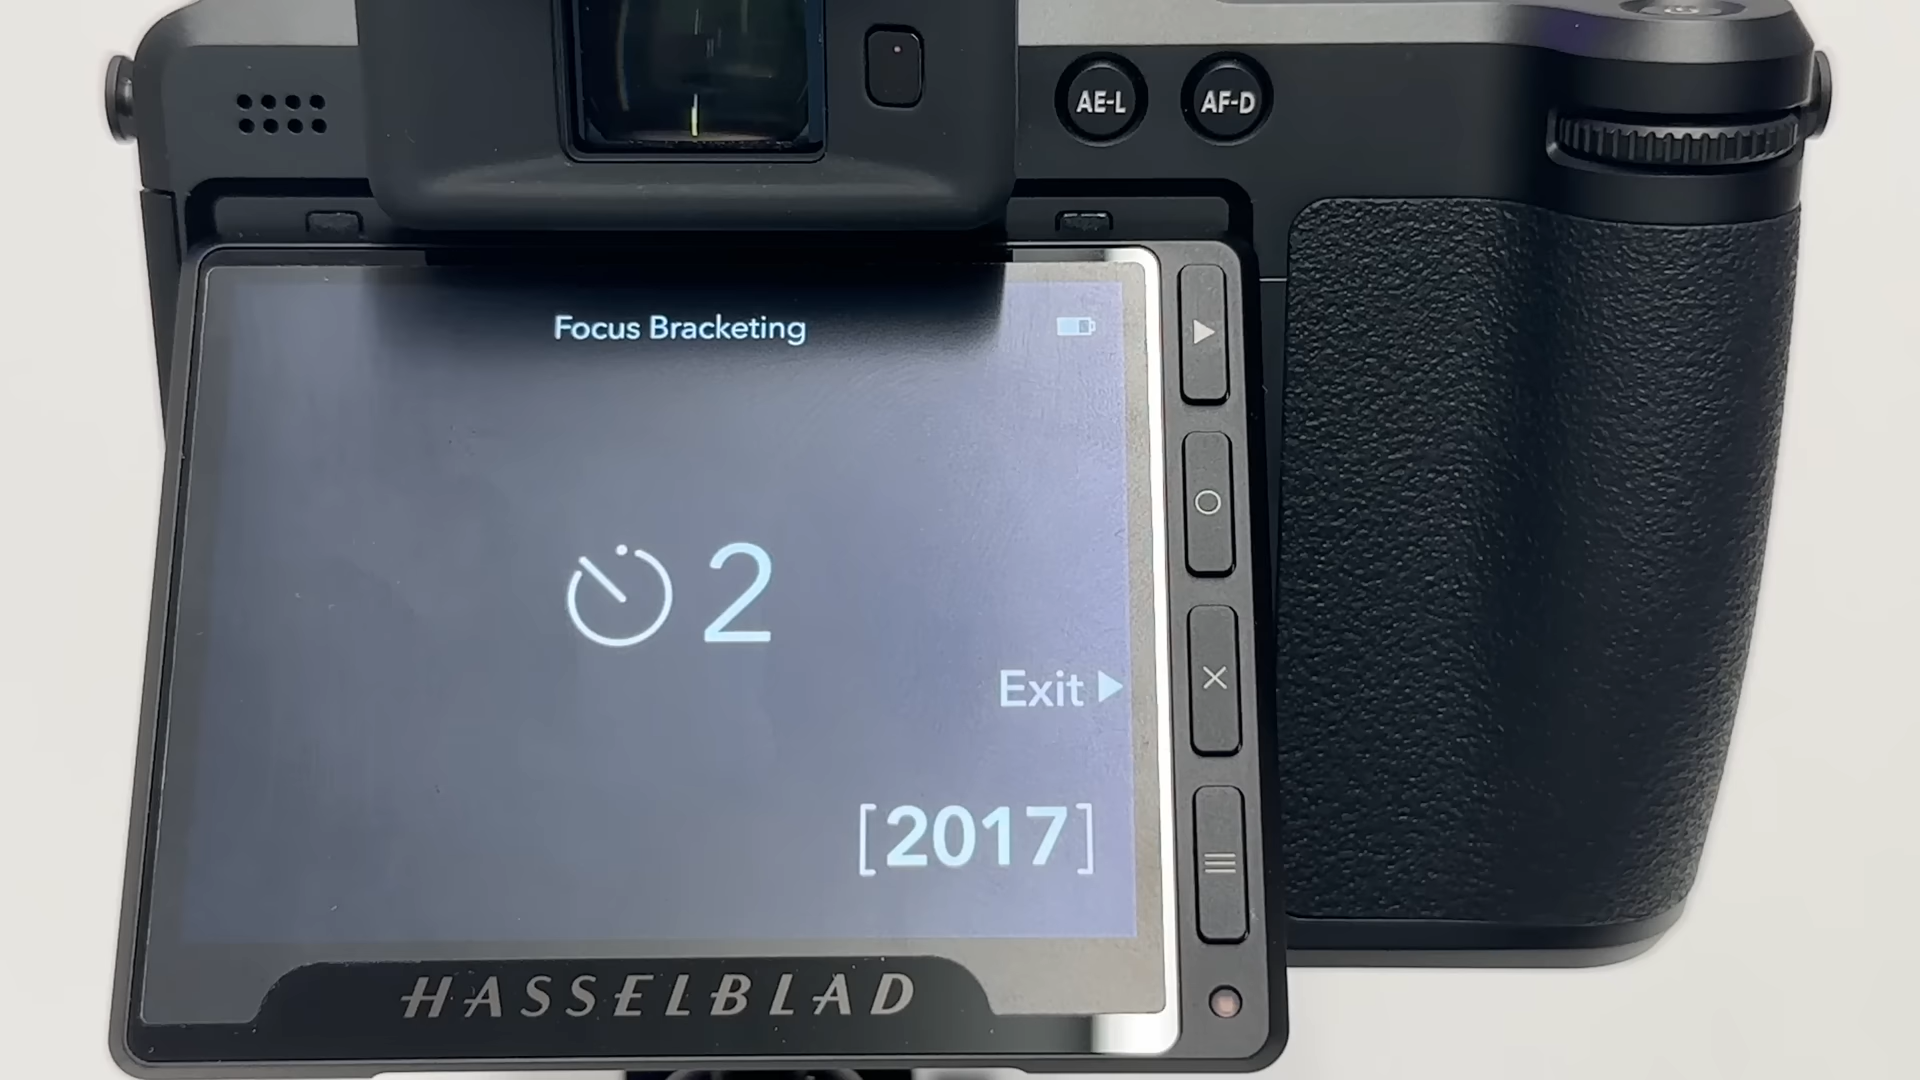 AE-L AF-D
Focus Bracketing
2
Exit
[2017]
HASSELBLAD